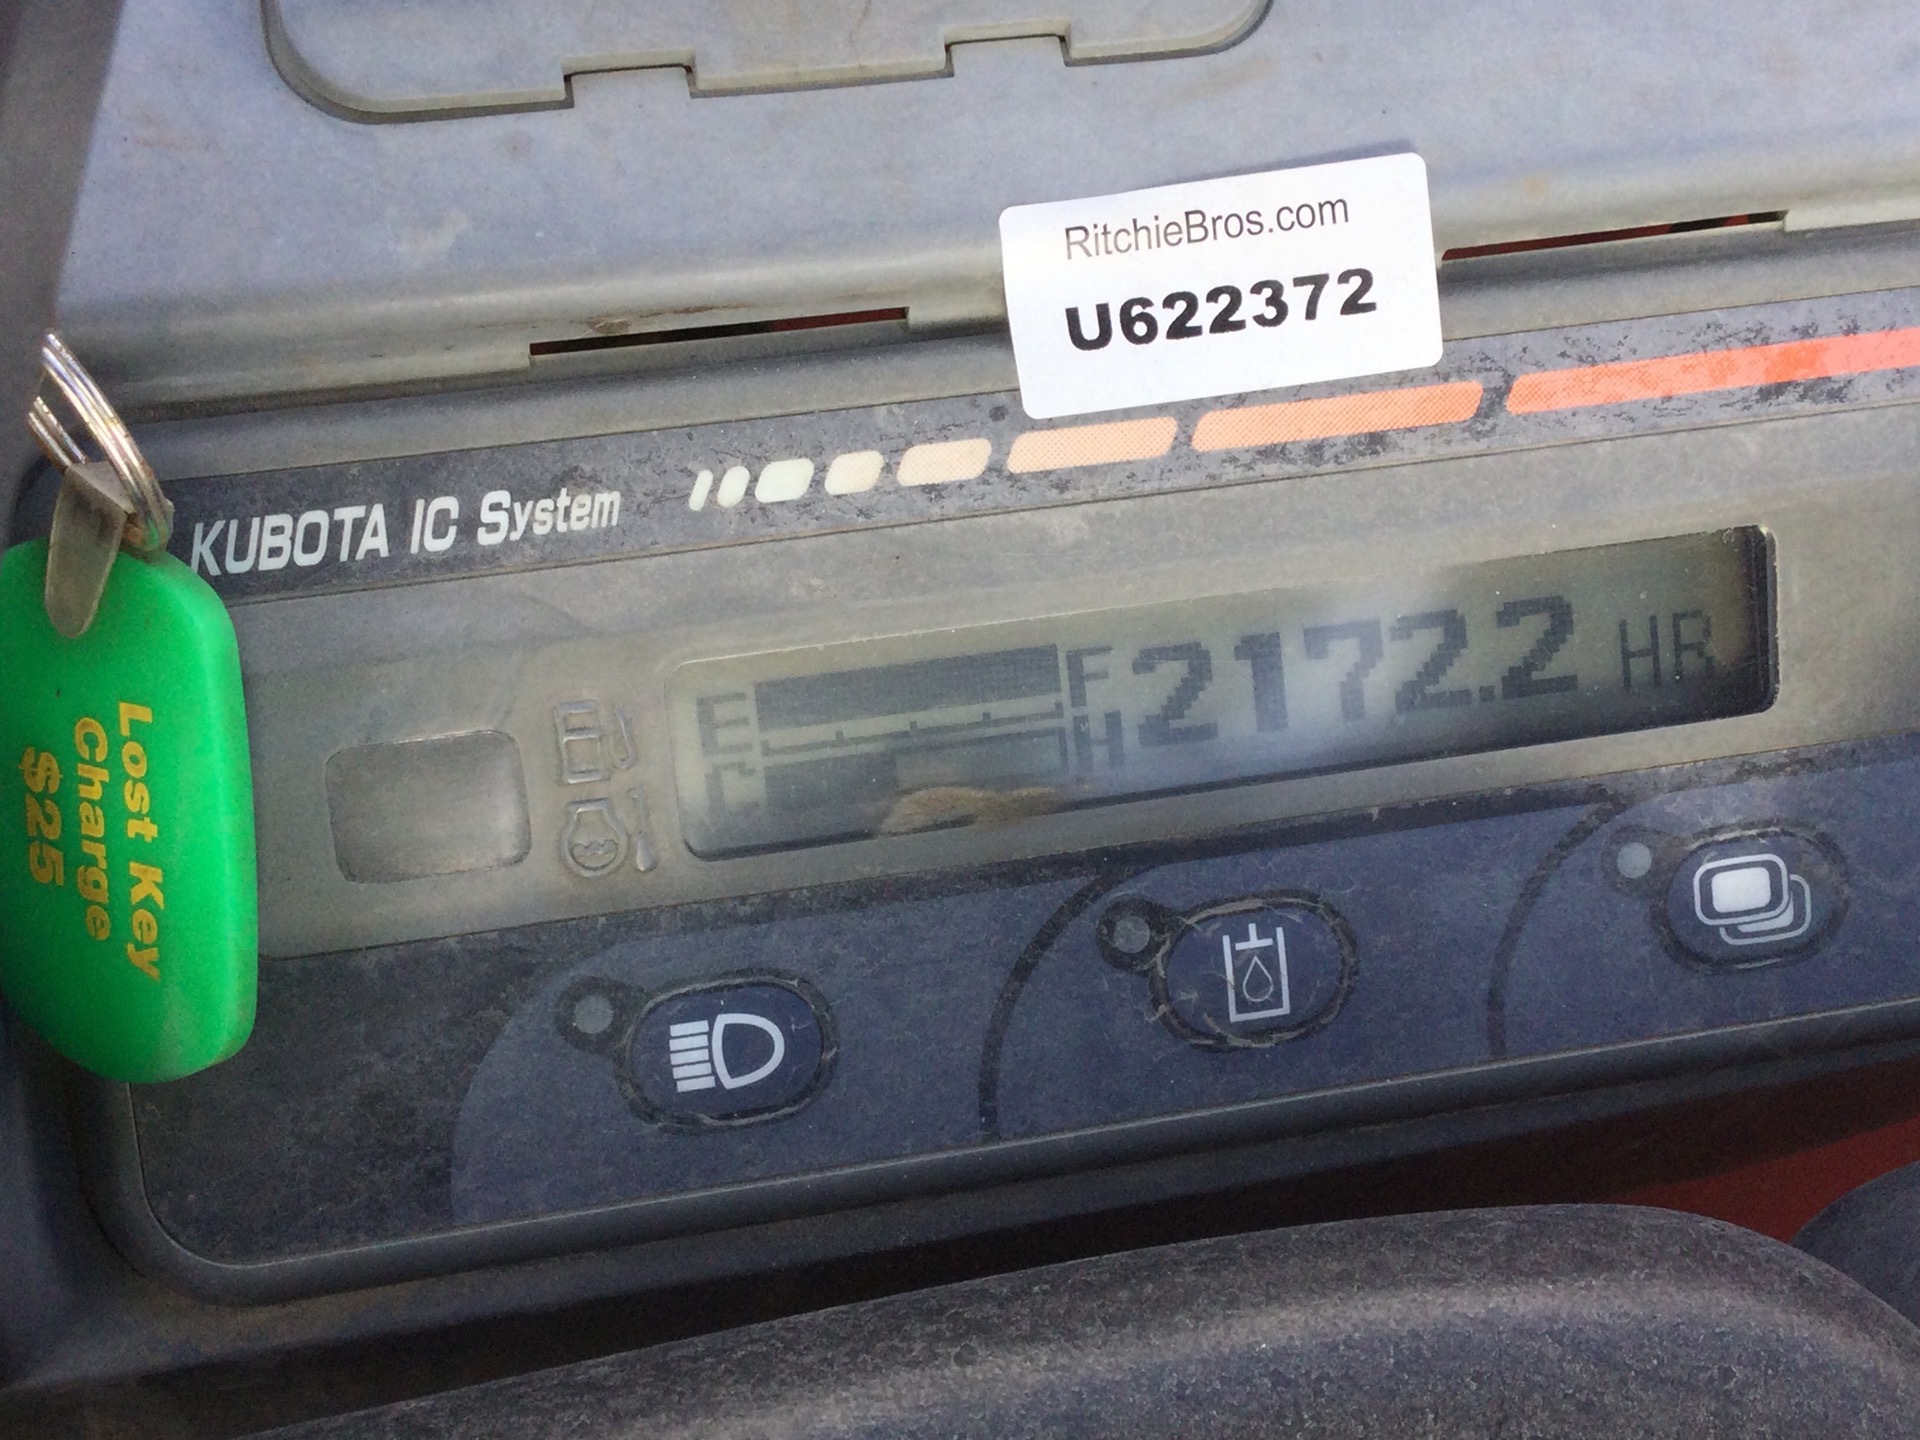 RitchieBros.com
U622372
KUBOTA IC System
E F 2172.2 HR
C H
Lost Key
Charge
$25